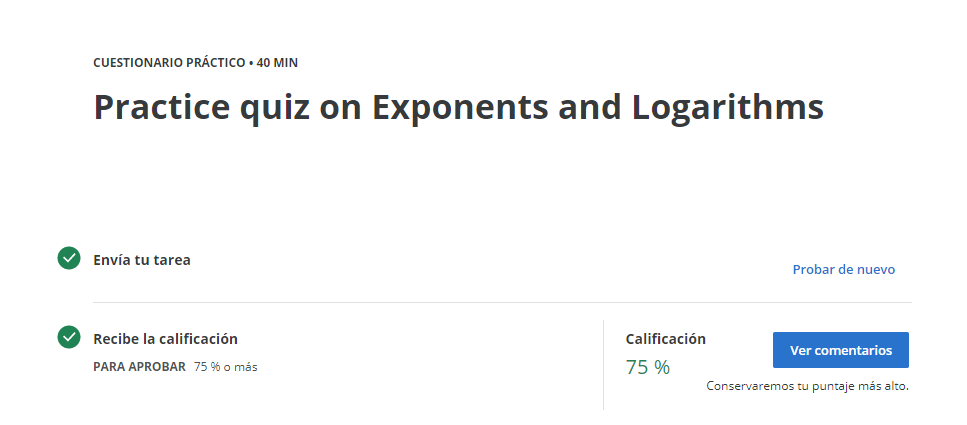 CUESTIONARIO PRÁCTICO • 40 MIN
Practice quiz on Exponents and Logarithms
Envía tu tarea
Probar de nuevo
Recibe la calificación
PARA APROBAR 75 % o más
Calificación
75 %
Ver comentarios
Conservaremos tu puntaje más alto.